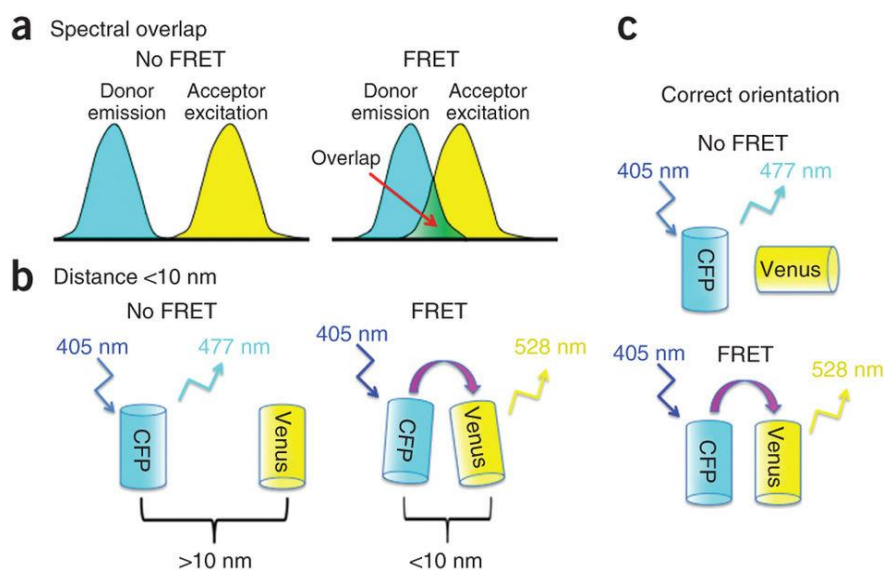 a Spectral overlap
No FRET
Donor emission
Acceptor excitation
FRET
Donor emission
Acceptor excitation
Overlap
b Distance <10 nm
No FRET
405 nm
477 nm
CFP
Venus
>10 nm
FRET
405 nm
528 nm
CFP
Venus
<10 nm
c
Correct orientation
No FRET
405 nm
477 nm
CFP
Venus
FRET
405 nm
528 nm
CFP
Venus